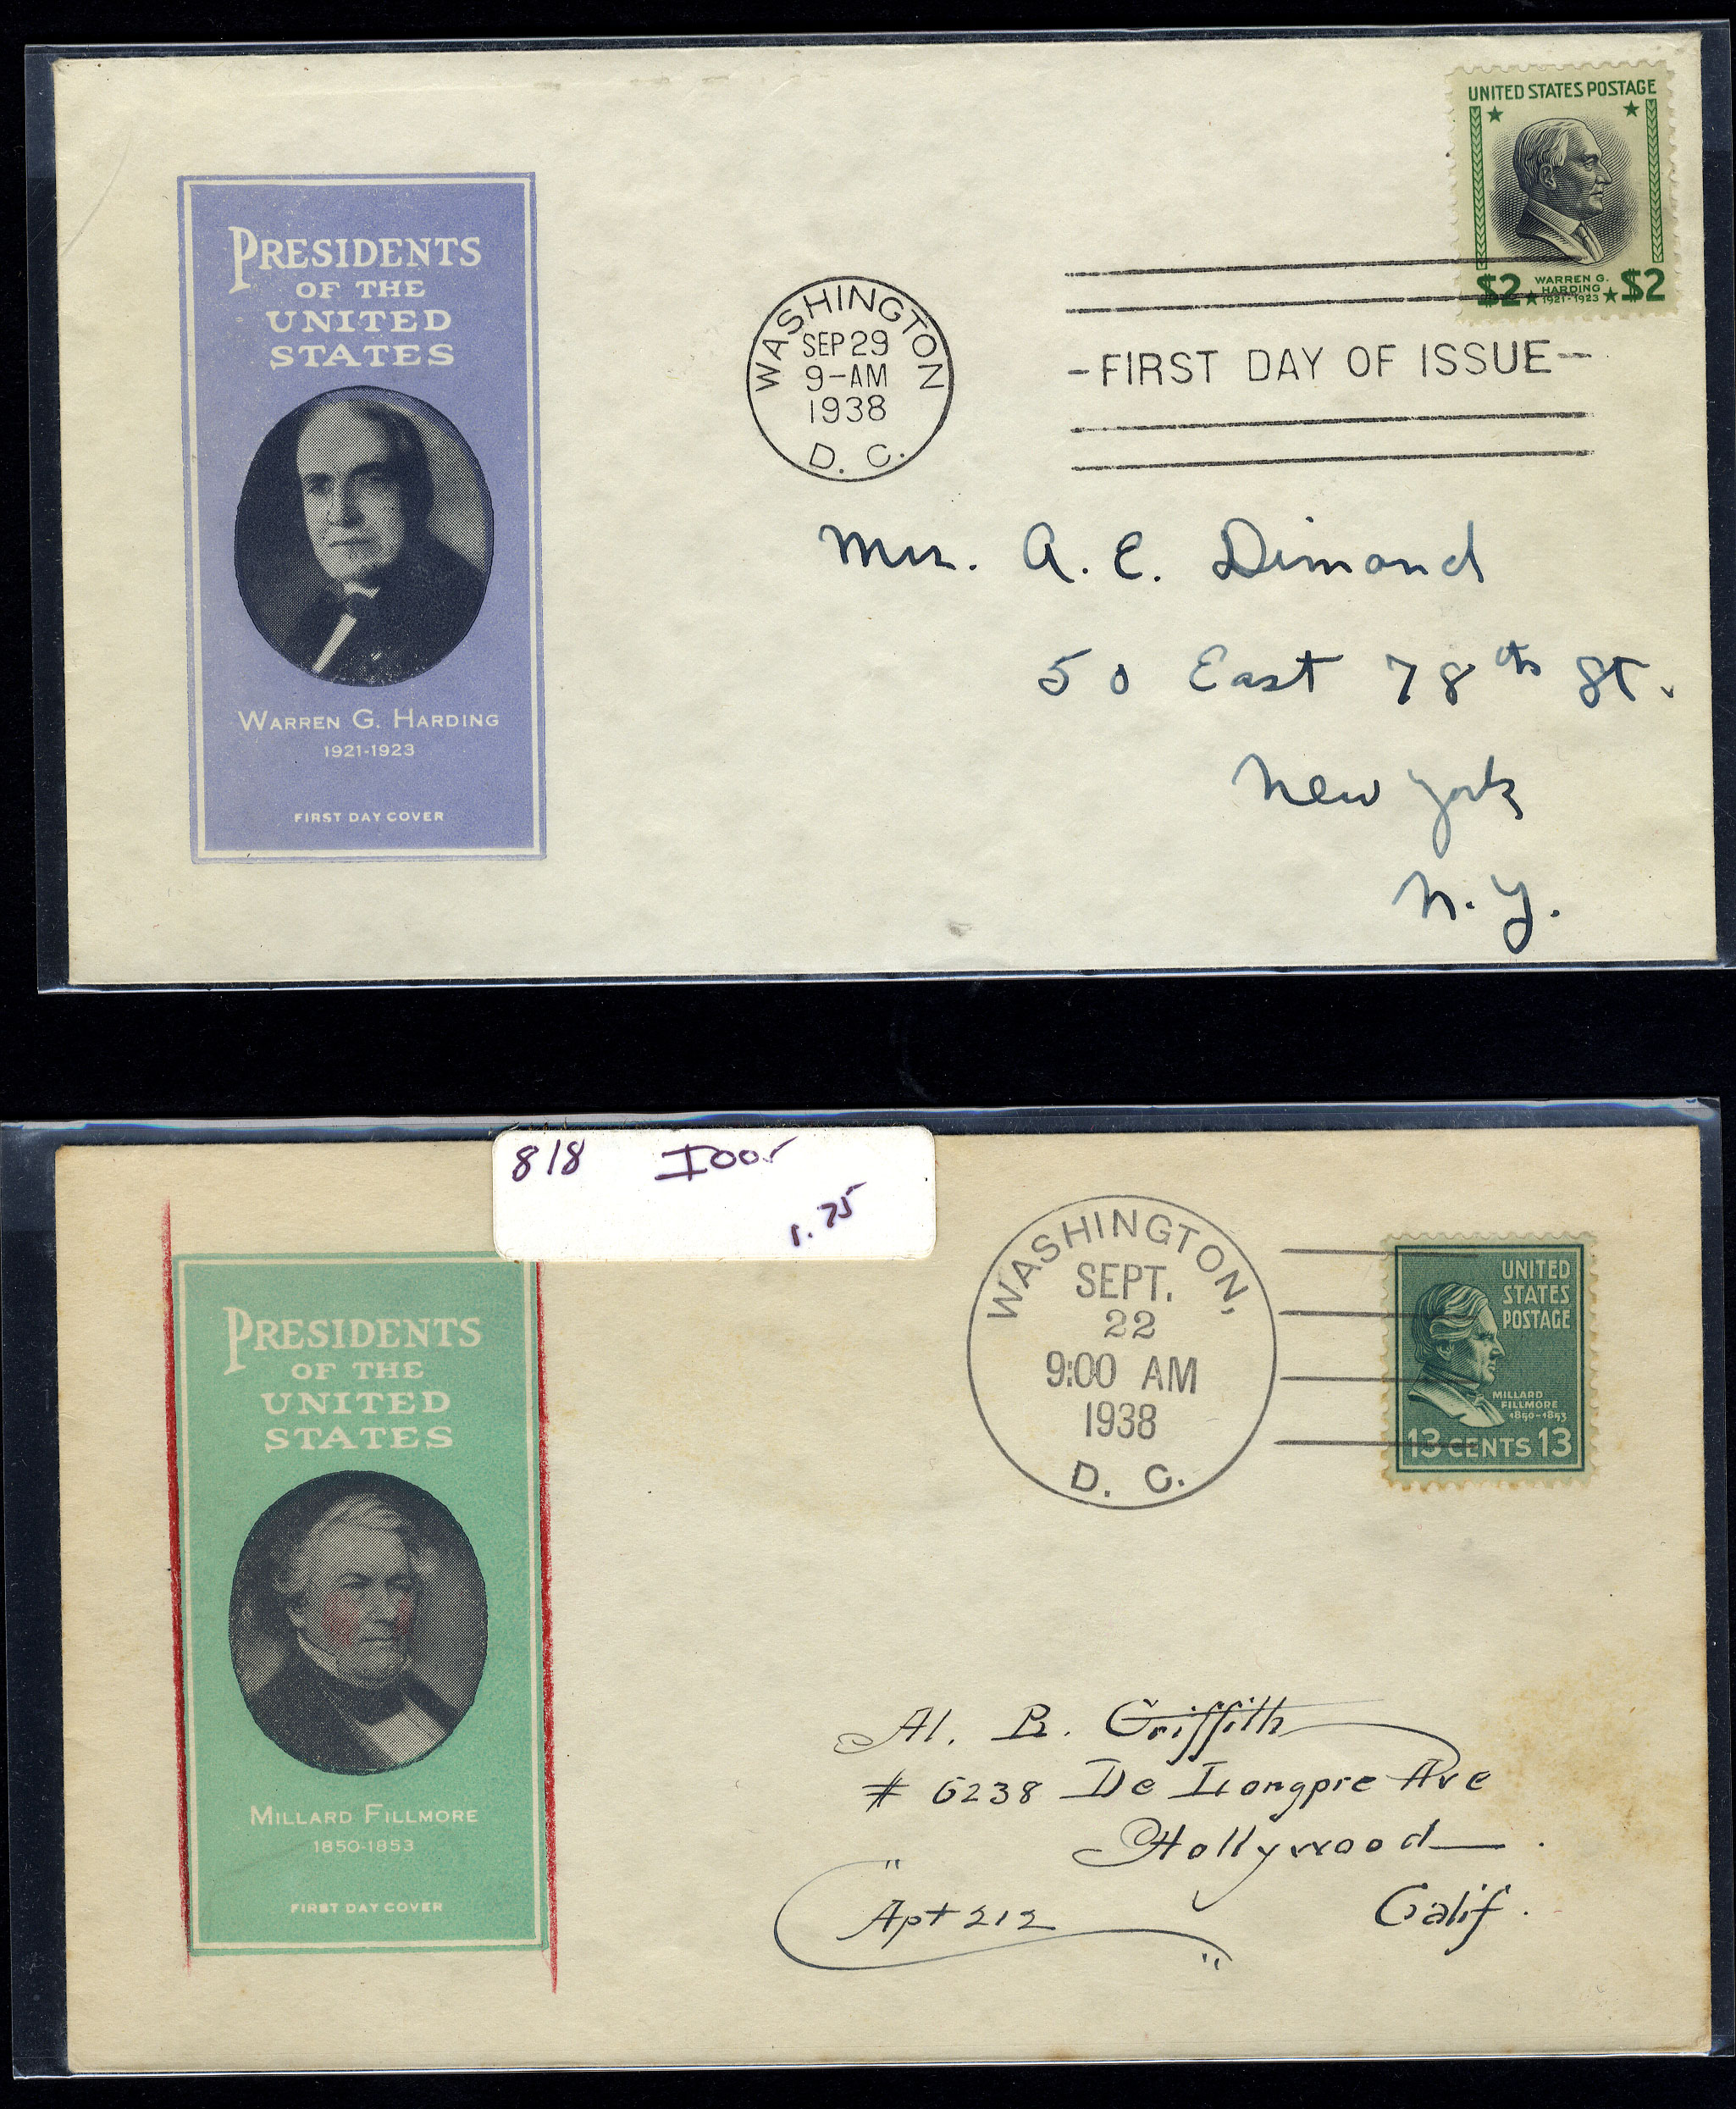 UNITED STATES POSTAGE
$2 WARREN G. HARDING 1921-1923 $2
PRESIDENTS
OF THE
UNITED
STATES
WARREN G. HARDING
1921-1923
FIRST DAY COVER
WASHINGTON
SEP 29
9-AM
1938
D. C.
-FIRST DAY OF ISSUE-
Mrs. A. C. Dimond
50 East 78th St.
New York
N. Y.
818
1.75
PRESIDENTS
OF THE
UNITED
STATES
MILLARD FILLMORE
1850-1853
FIRST DAY COVER
WASHINGTON,
SEPT.
22
9:00 AM
1938
D. C.
UNITED
STATES
POSTAGE
MILLARD
FILLMORE
1850-1853
13 CENTS 13
Al. R. Griffith
# 6238 De Longpre Ave
Hollywood .
" Apt 212 "
Calif.